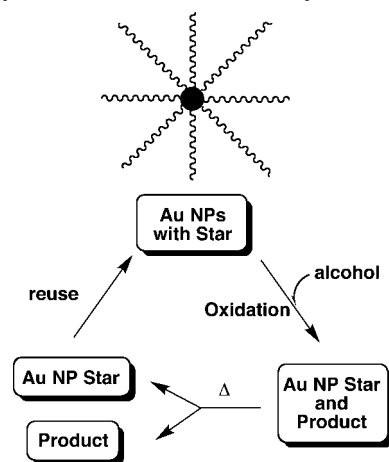 Au NPs
with Star
alcohol
reuse
Oxidation
Au NP Star
Δ
Au NP Star
and
Product
Product